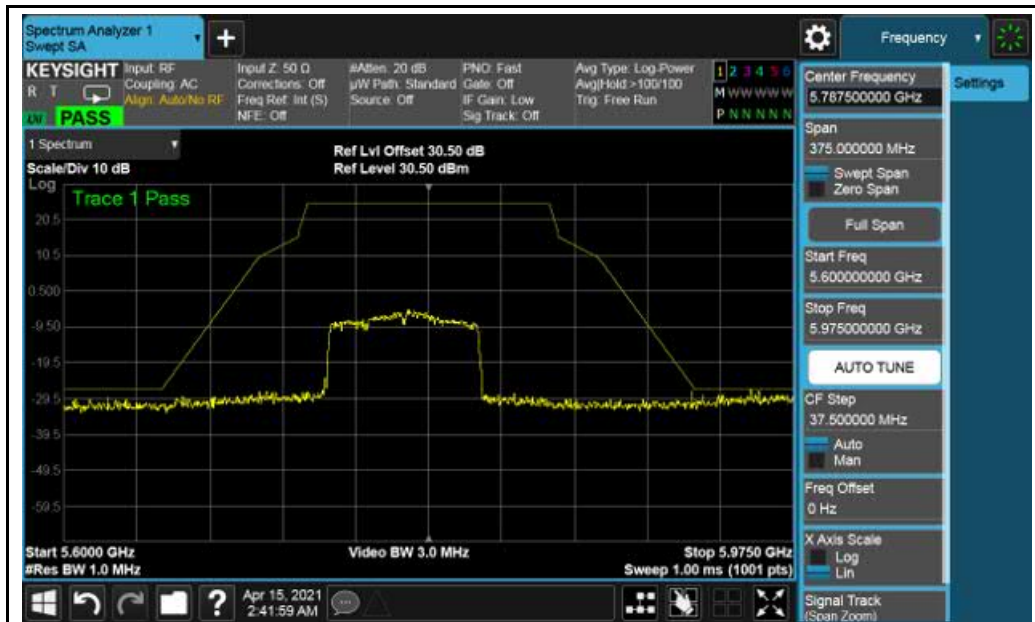 Spectrum Analyzer 1
Swept SA
+
Frequency
KEYSIGHT
R T
PASS
Input: RF
Coupling: AC
Align: Auto/No RF
Input Z: 50 Ω
Corrections: Off
Freq Ref: Int (S)
NFE: Off
#Atten: 20 dB
µW Path: Standard
Source: Off
PNO: Fast
Gate: Off
IF Gain: Low
Sig Track: Off
Avg Type: Log-Power
Avg|Hold:>100/100
Trig: Free Run
1 2 3 4 5 6
M W W W W W
P N N N N N
1 Spectrum
Scale/Div 10 dB
Ref Lvl Offset 30.50 dB
Ref Level 30.50 dBm
Log
Trace 1 Pass
20.5
10.5
0.500
-9.50
-19.5
-29.5
-39.5
-49.5
-59.5
Start 5.6000 GHz
#Res BW 1.0 MHz
Video BW 3.0 MHz
Stop 5.9750 GHz
Sweep 1.00 ms (1001 pts)
?
Apr 15, 2021
2:41:59 AM
Center Frequency
5.787500000 GHz
Settings
Span
375.000000 MHz
Swept Span
Zero Span
Full Span
Start Freq
5.600000000 GHz
Stop Freq
5.975000000 GHz
AUTO TUNE
CF Step
37.500000 MHz
Auto
Man
Freq Offset
0 Hz
X Axis Scale
Log
Lin
Signal Track
(Span Zoom)